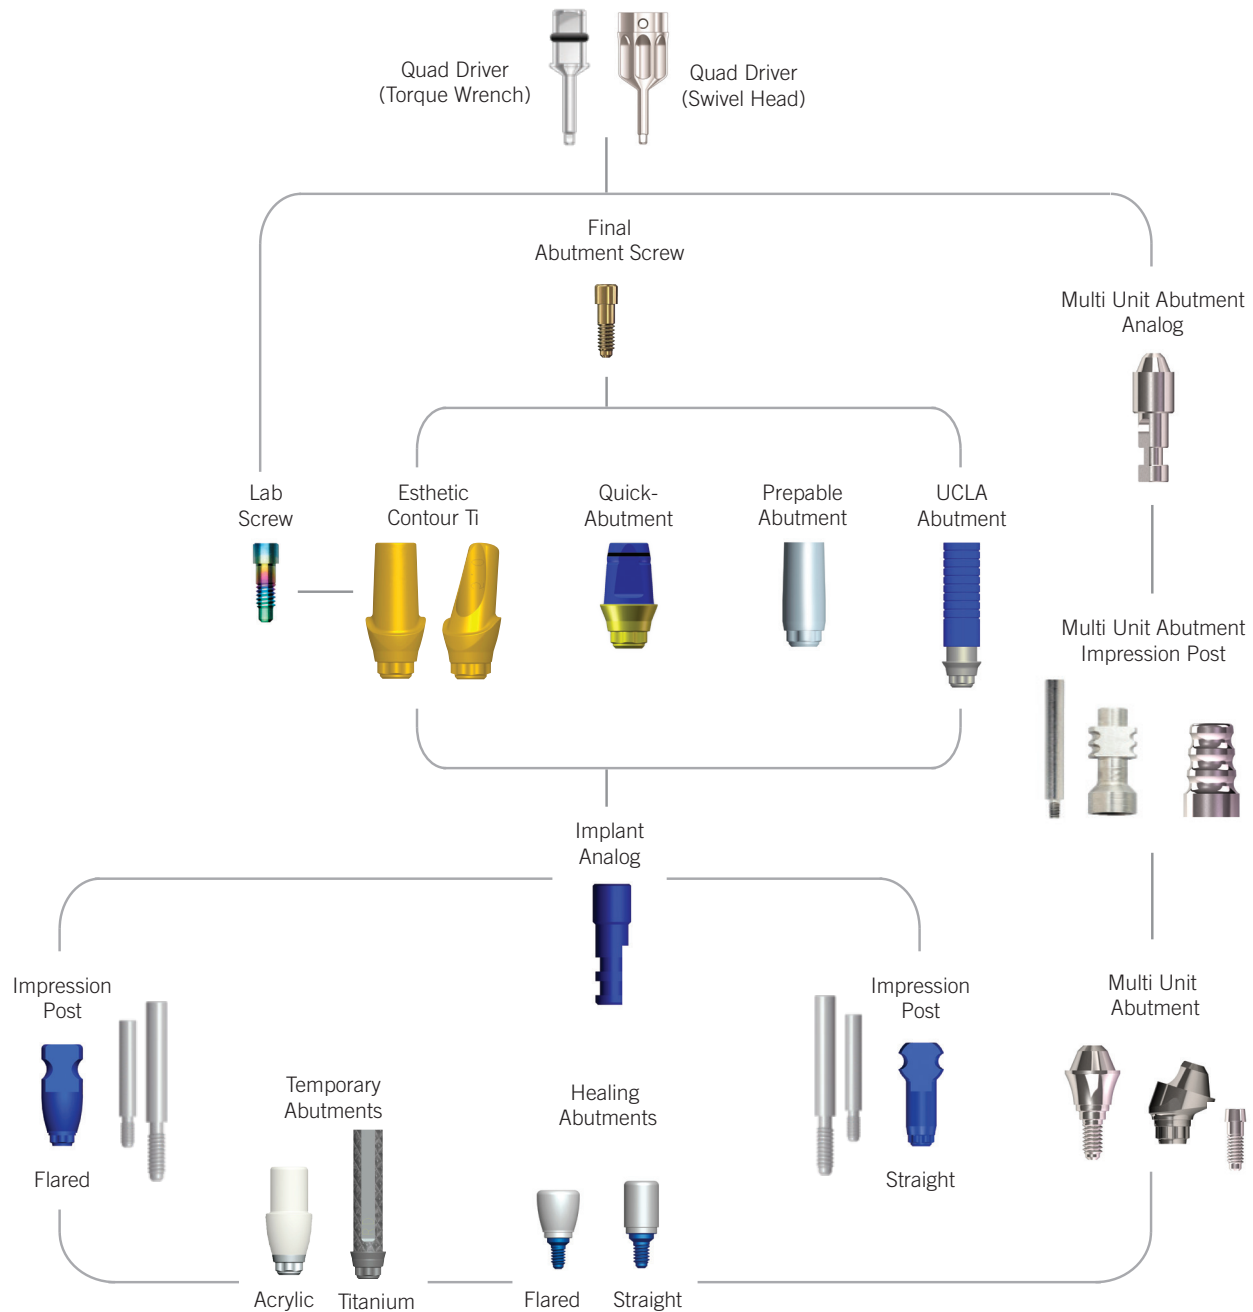 Quad Driver
(Torque Wrench)
Quad Driver
(Swivel Head)
Final
Abutment Screw
Multi Unit Abutment
Analog
Lab
Screw
Esthetic
Contour Ti
Quick-
Abutment
Prepable
Abutment
UCLA
Abutment
Multi Unit Abutment
Impression Post
Implant
Analog
Impression
Post
Flared
Temporary
Abutments
Acrylic
Titanium
Healing
Abutments
Flared
Straight
Impression
Post
Straight
Multi Unit
Abutment